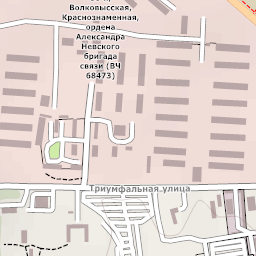 Волковысская,
Краснознаменная,
ордена
Александра
Невского
бригада
связи (ВЧ
68473)
Триумфальная улица